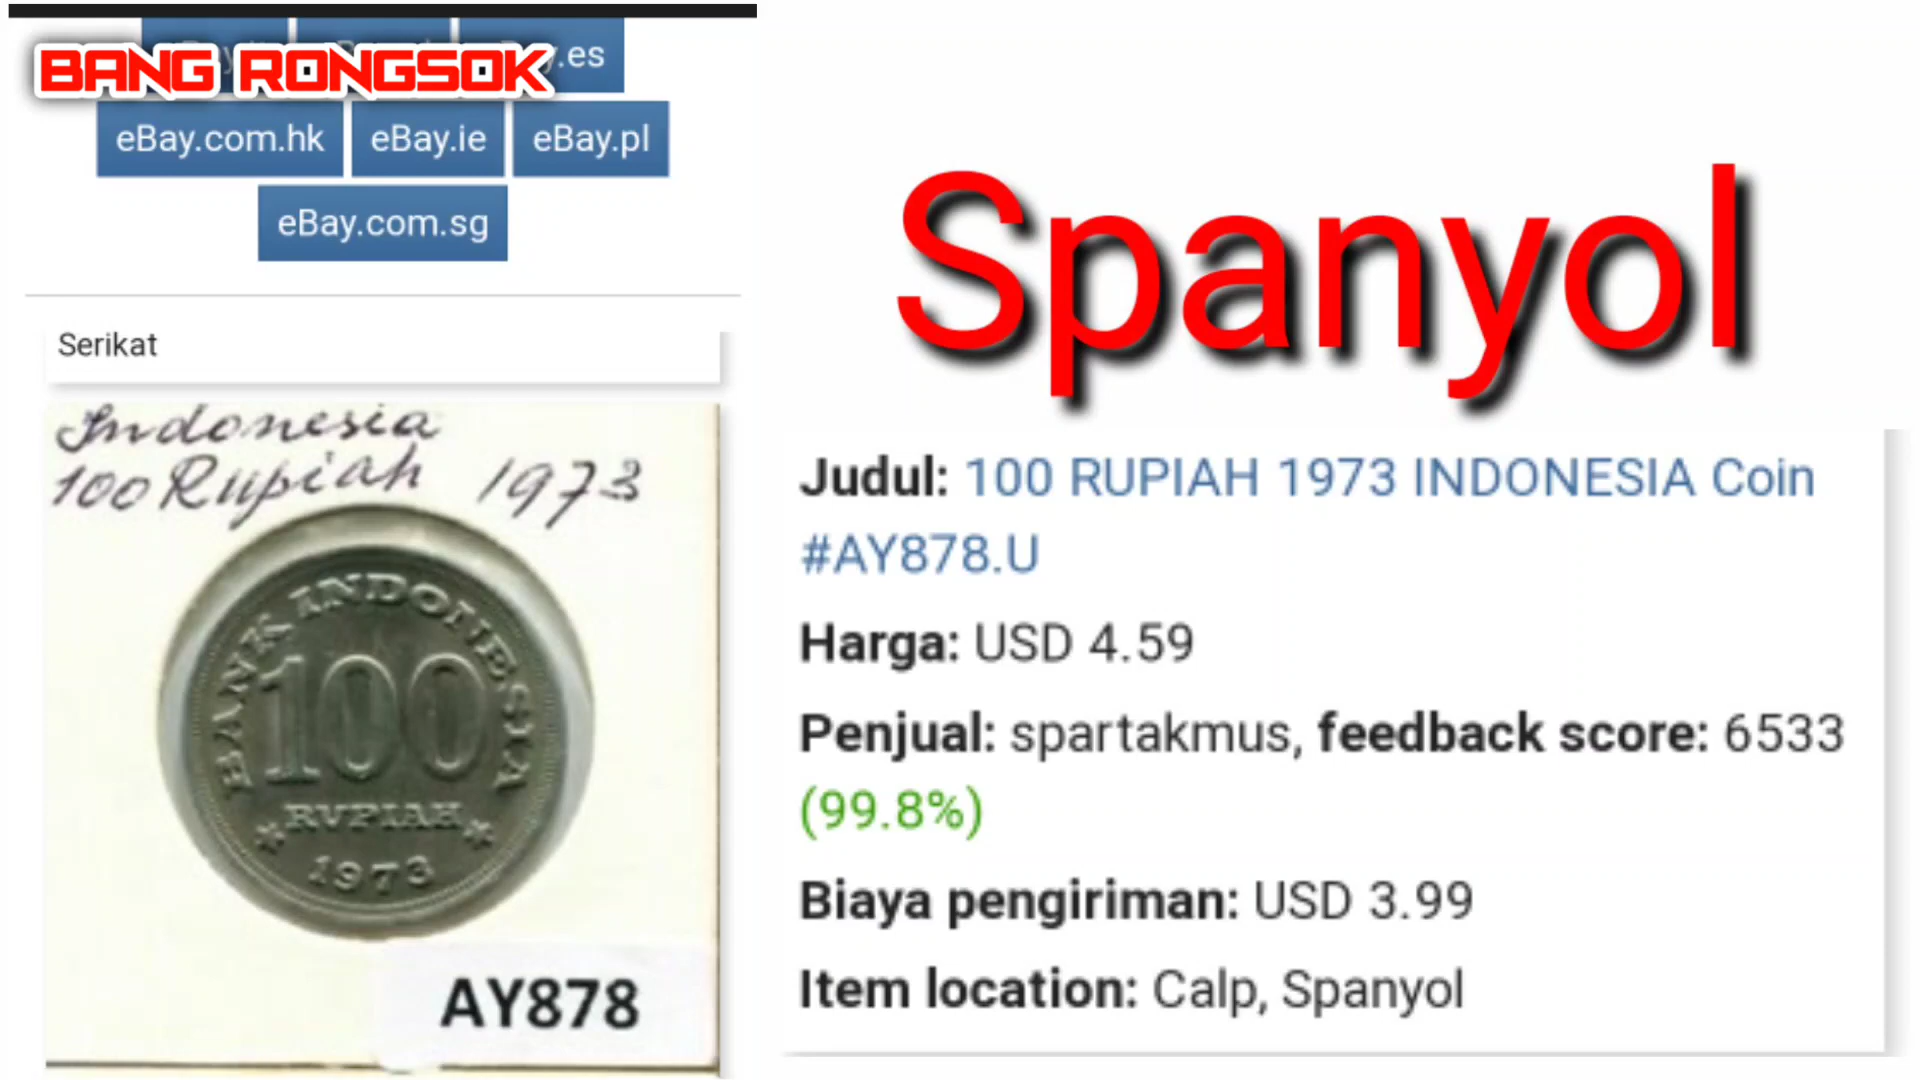 BANG RONGSOK
.es
eBay.com.hk eBay.ie eBay.pl
eBay.com.sg
Serikat
Indonesia
100 Rupiah 1973
BANK INDONESIA
100
RUPIAH
1973
AY878
Spanyol
Judul: 100 RUPIAH 1973 INDONESIA Coin
#AY878.U
Harga: USD 4.59
Penjual: spartakmus, feedback score: 6533
(99.8%)
Biaya pengiriman: USD 3.99
Item location: Calp, Spanyol